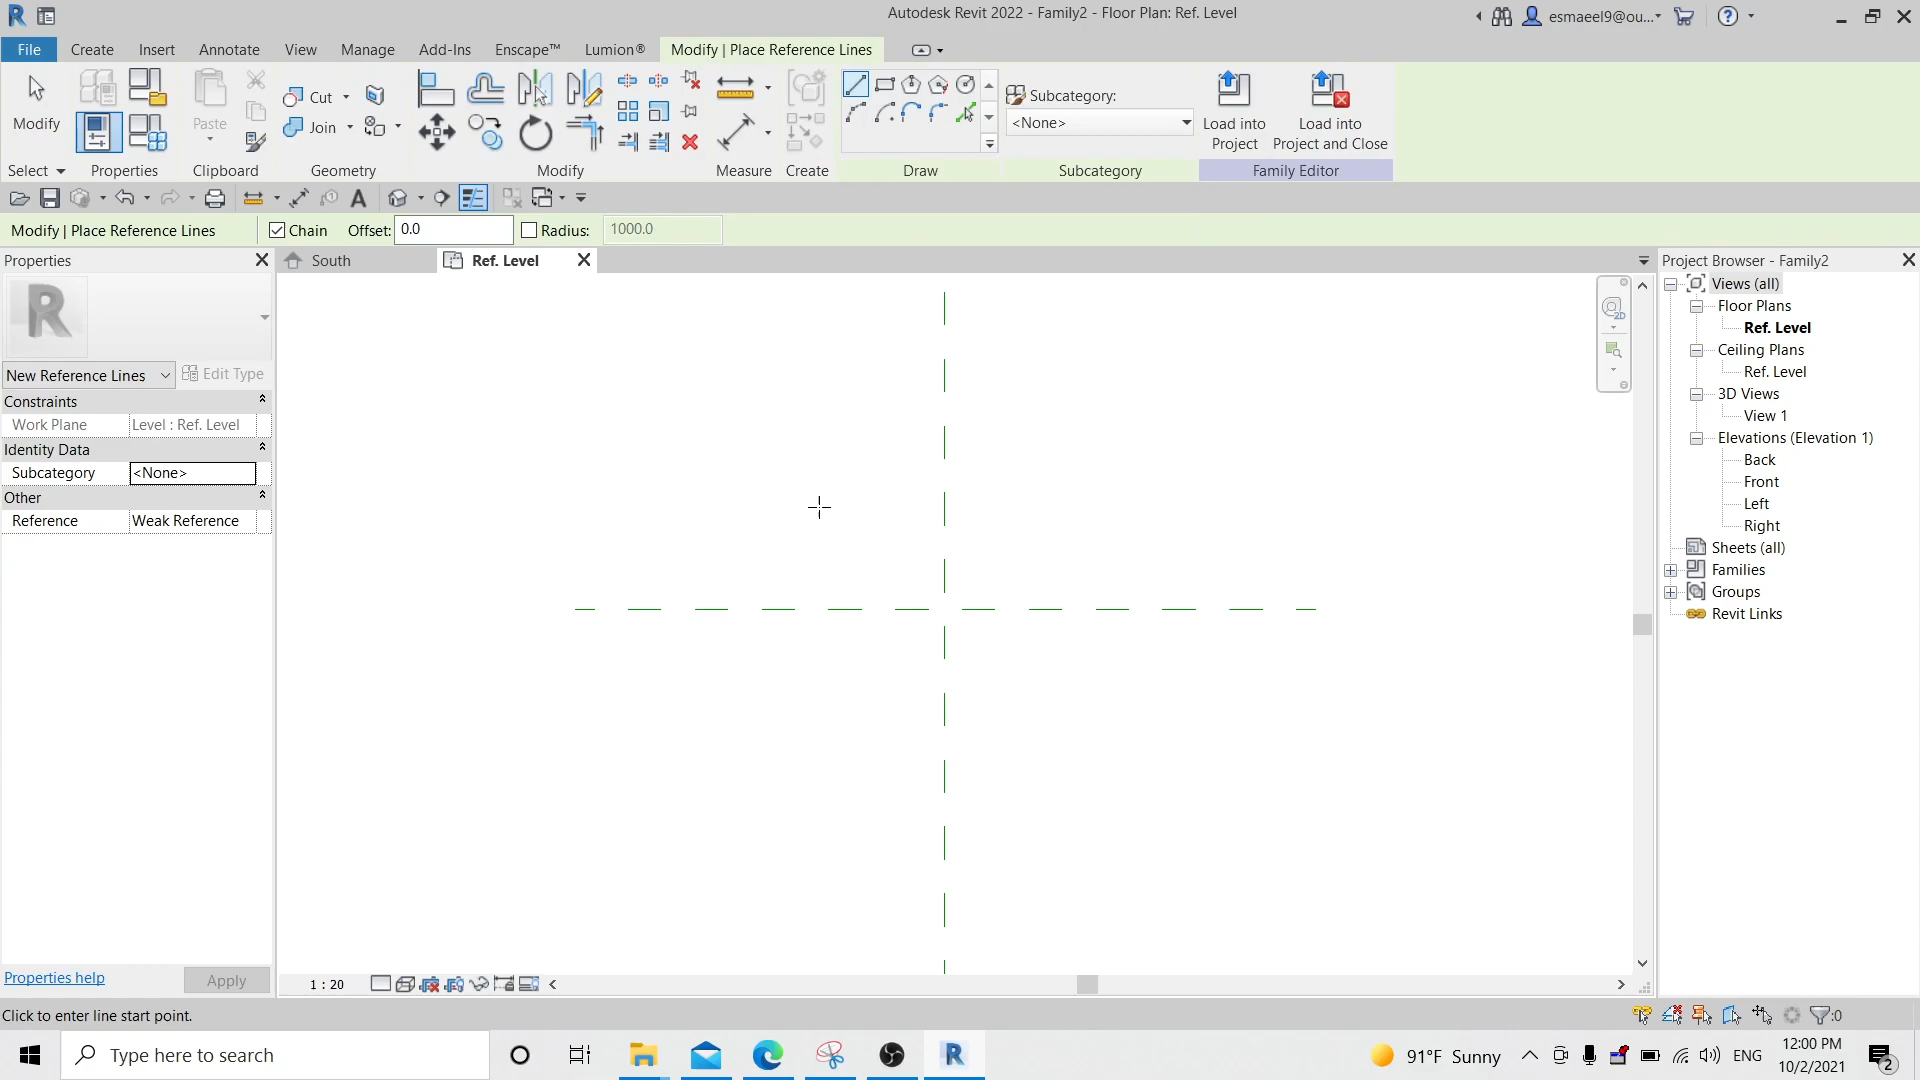 Autodesk Revit 2022 - Family2 - Floor Plan: Ref. Level
esmaeel9@ou...
File Create Insert Annotate View Manage Add-Ins Enscape™ Lumion® Modify | Place Reference Lines
Modify
Paste
Cut
Join
Subcategory:
<None>
Load into
Project
Load into
Project and Close
Select Properties Clipboard Geometry Modify Measure Create Draw Subcategory Family Editor
Modify | Place Reference Lines Chain Offset: 0.0 Radius: 1000.0
Properties
South
Ref. Level
Project Browser - Family2
R
New Reference Lines
Edit Type
Constraints
Work Plane Level : Ref. Level
Identity Data
Subcategory <None>
Other
Reference Weak Reference
2D
Views (all)
Floor Plans
Ref. Level
Ceiling Plans
Ref. Level
3D Views
View 1
Elevations (Elevation 1)
Back
Front
Left
Right
Sheets (all)
Families
Groups
Revit Links
Properties help
Apply
1 : 20
Click to enter line start point.
:0
Type here to search
91°F Sunny
ENG
12:00 PM
10/2/2021
2